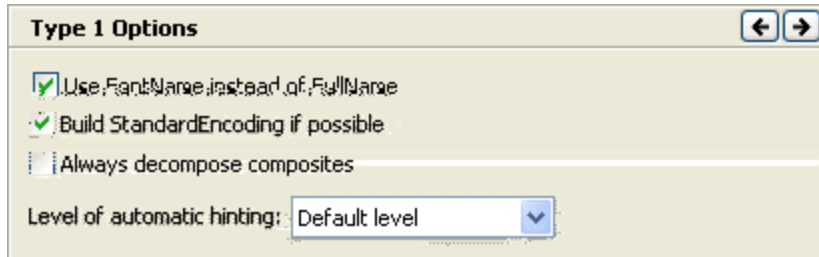 Type 1 Options
Use FontName instead of FullName
Build StandardEncoding if possible
Always decompose composites
Level of automatic hinting: Default level